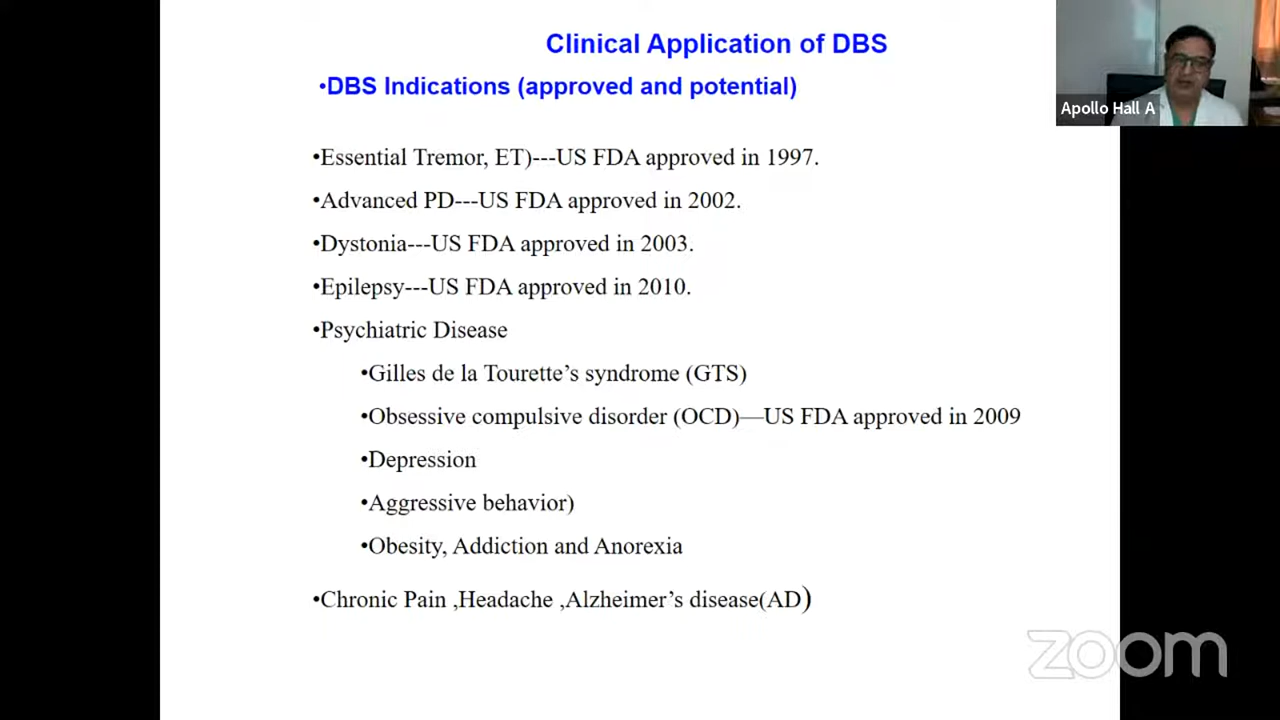 Clinical Application of DBS
•DBS Indications (approved and potential)
Apollo Hall A
•Essential Tremor, ET)---US FDA approved in 1997.
•Advanced PD---US FDA approved in 2002.
•Dystonia---US FDA approved in 2003.
•Epilepsy---US FDA approved in 2010.
•Psychiatric Disease
•Gilles de la Tourette’s syndrome (GTS)
•Obsessive compulsive disorder (OCD)—US FDA approved in 2009
•Depression
•Aggressive behavior)
•Obesity, Addiction and Anorexia
•Chronic Pain ,Headache ,Alzheimer’s disease(AD)
zoom